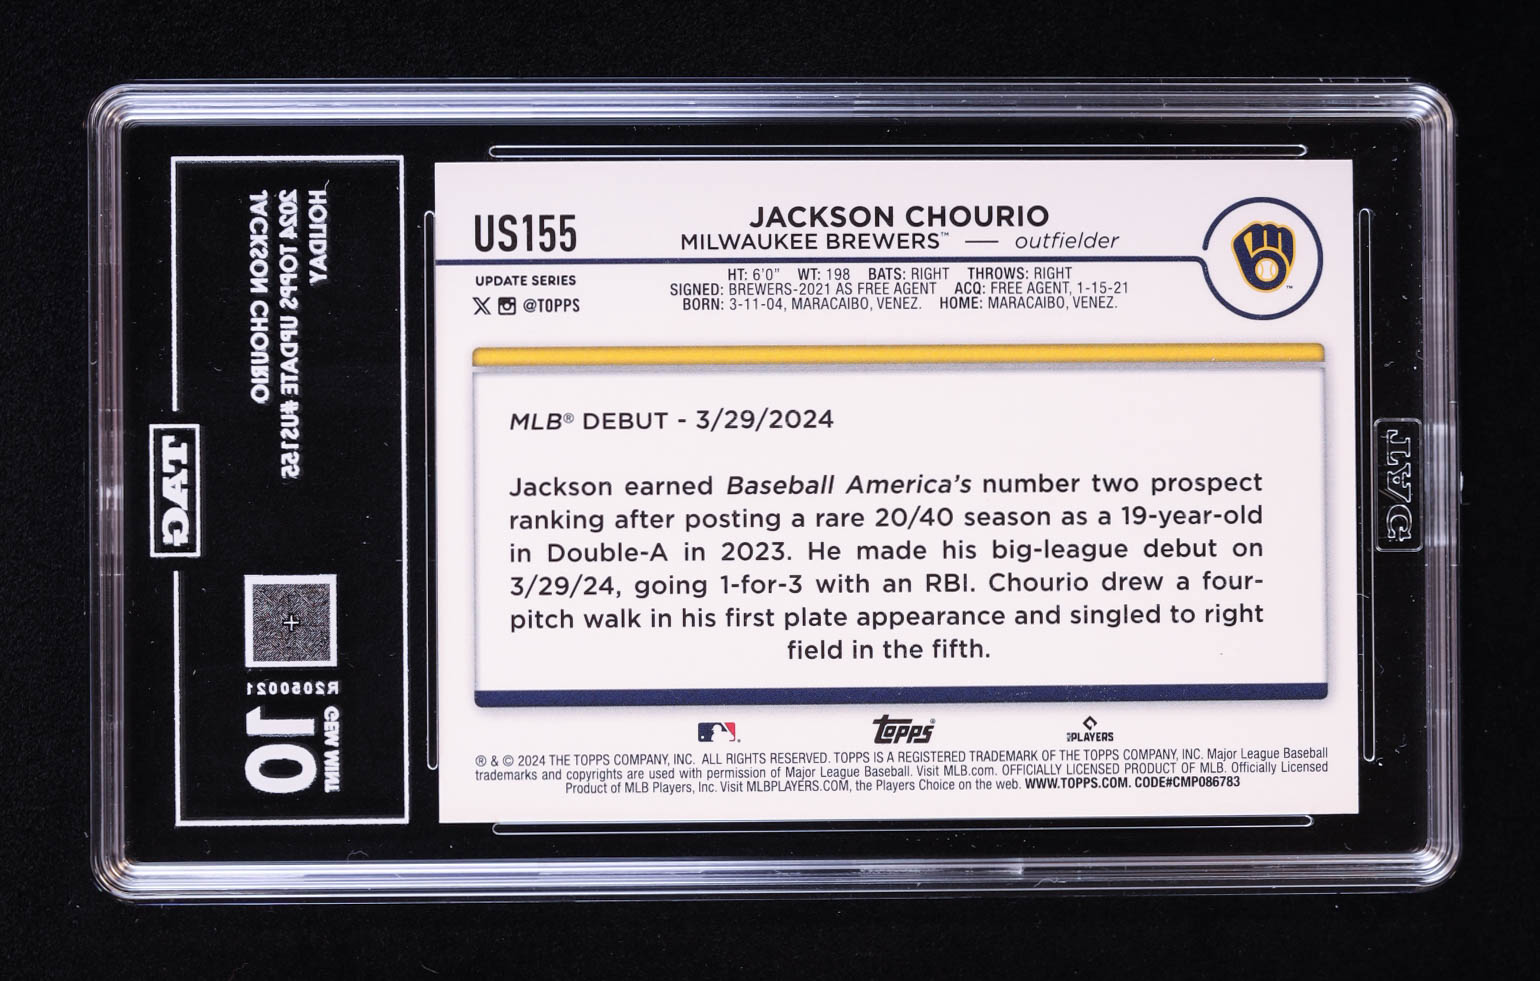 JACKSON CHOURIO
2024 TOPPS UPDATE #US155
HOLIDAY
TAG
R2050021
10
GEM MINT
US155
UPDATE SERIES
@TOPPS
JACKSON CHOURIO
MILWAUKEE BREWERS™ — outfielder
HT: 6'0" WT: 198 BATS: RIGHT THROWS: RIGHT
SIGNED: BREWERS-2021 AS FREE AGENT ACQ: FREE AGENT, 1-15-21
BORN: 3-11-04, MARACAIBO, VENEZ. HOME: MARACAIBO, VENEZ.
MLB® DEBUT - 3/29/2024
Jackson earned Baseball America's number two prospect
ranking after posting a rare 20/40 season as a 19-year-old
in Double-A in 2023. He made his big-league debut on
3/29/24, going 1-for-3 with an RBI. Chourio drew a four-
pitch walk in his first plate appearance and singled to right
field in the fifth.
Topps®
PLAYERS
® & © 2024 THE TOPPS COMPANY, INC. ALL RIGHTS RESERVED. TOPPS IS A REGISTERED TRADEMARK OF THE TOPPS COMPANY, INC. Major League Baseball
trademarks and copyrights are used with permission of Major League Baseball. Visit MLB.com. OFFICIALLY LICENSED PRODUCT OF MLB. Officially Licensed
Product of MLB Players, Inc. Visit MLBPLAYERS.COM, the Players Choice on the web. WWW.TOPPS.COM. CODE#CMP086783
TAG